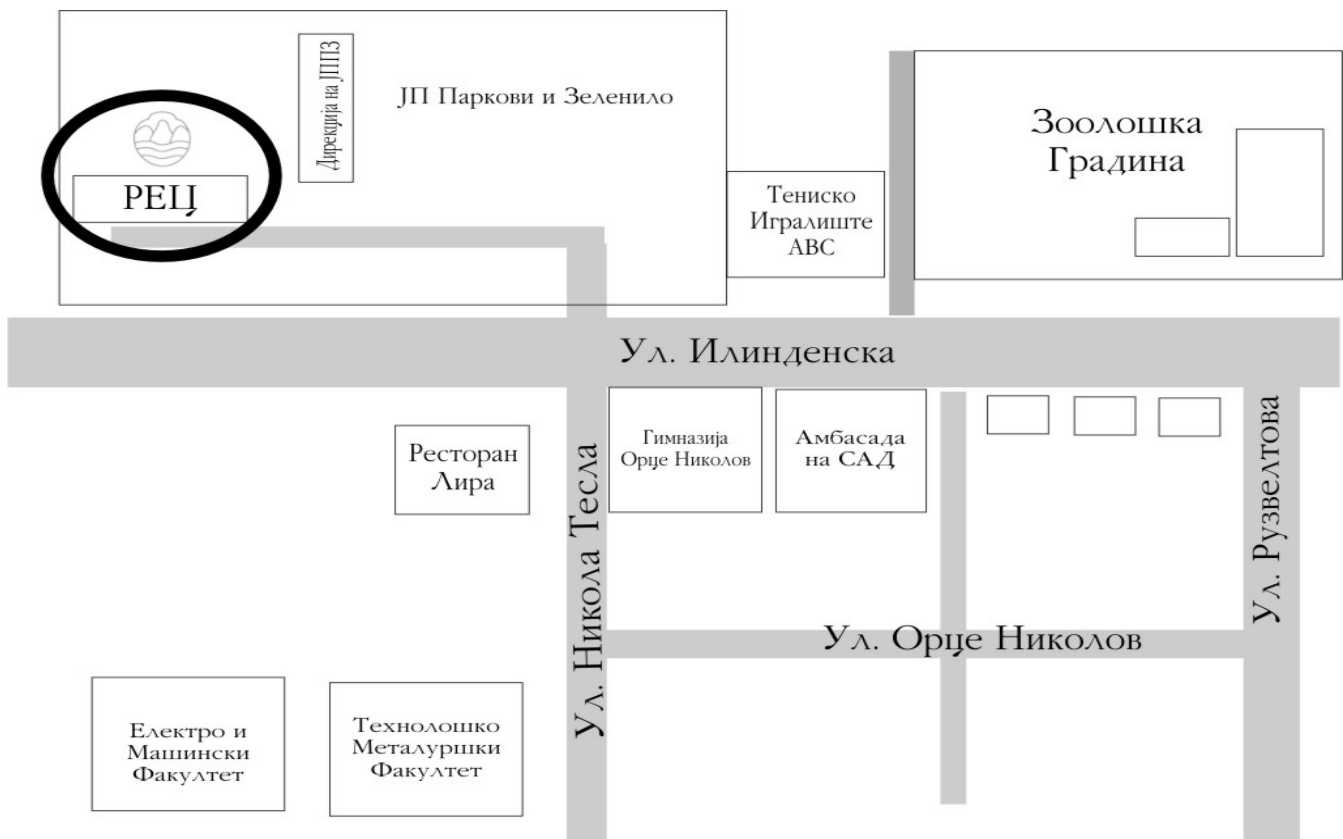 Дирекција на ЈППЗ
ЈП Паркови и Зеленило
РЕЦ
Зоолошка
Градина
Тениско
Игралиште
АВС
Ул. Илинденска
Ресторан
Лира
Ул. Никола Тесла
Гимназија
Орце Николов
Амбасада
на САД
Ул. Рузвелтова
Ул. Орце Николов
Електро и
Машински
Факултет
Технолошко
Металуршки
Факултет